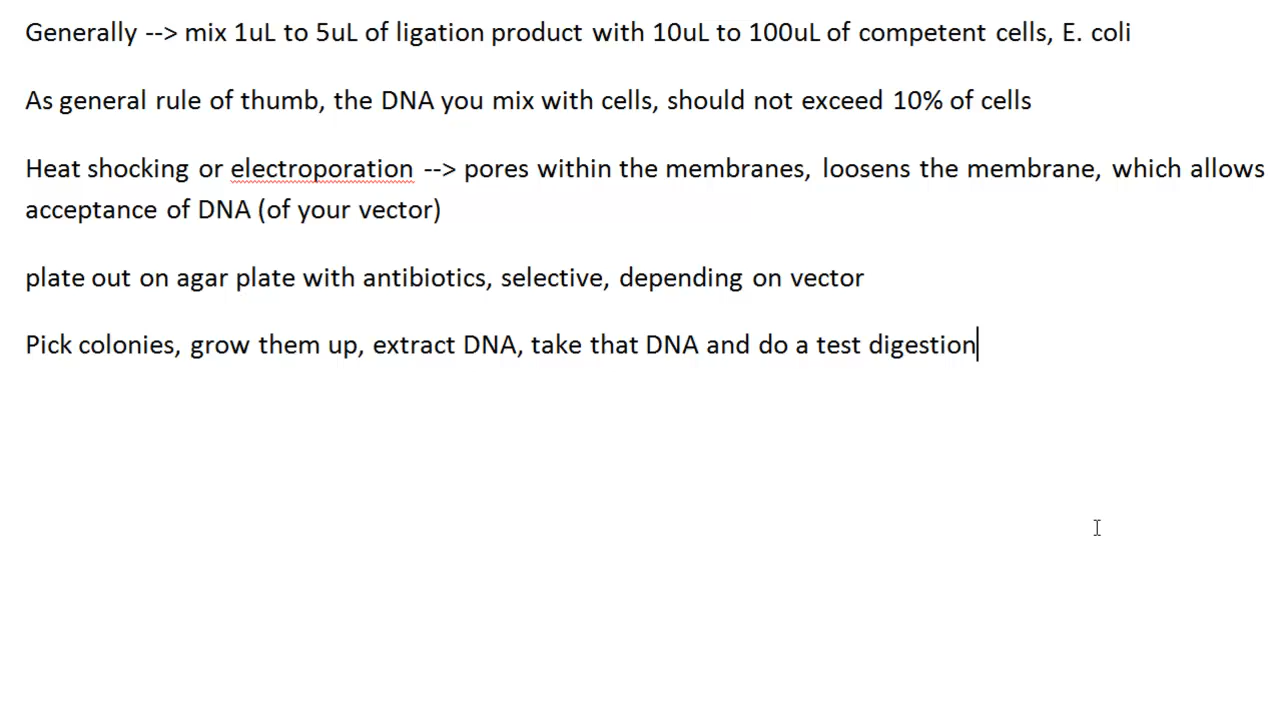 Generally --> mix 1uL to 5uL of ligation product with 10uL to 100uL of competent cells, E. coli
As general rule of thumb, the DNA you mix with cells, should not exceed 10% of cells
Heat shocking or electroporation --> pores within the membranes, loosens the membrane, which allows
acceptance of DNA (of your vector)
plate out on agar plate with antibiotics, selective, depending on vector
Pick colonies, grow them up, extract DNA, take that DNA and do a test digestion